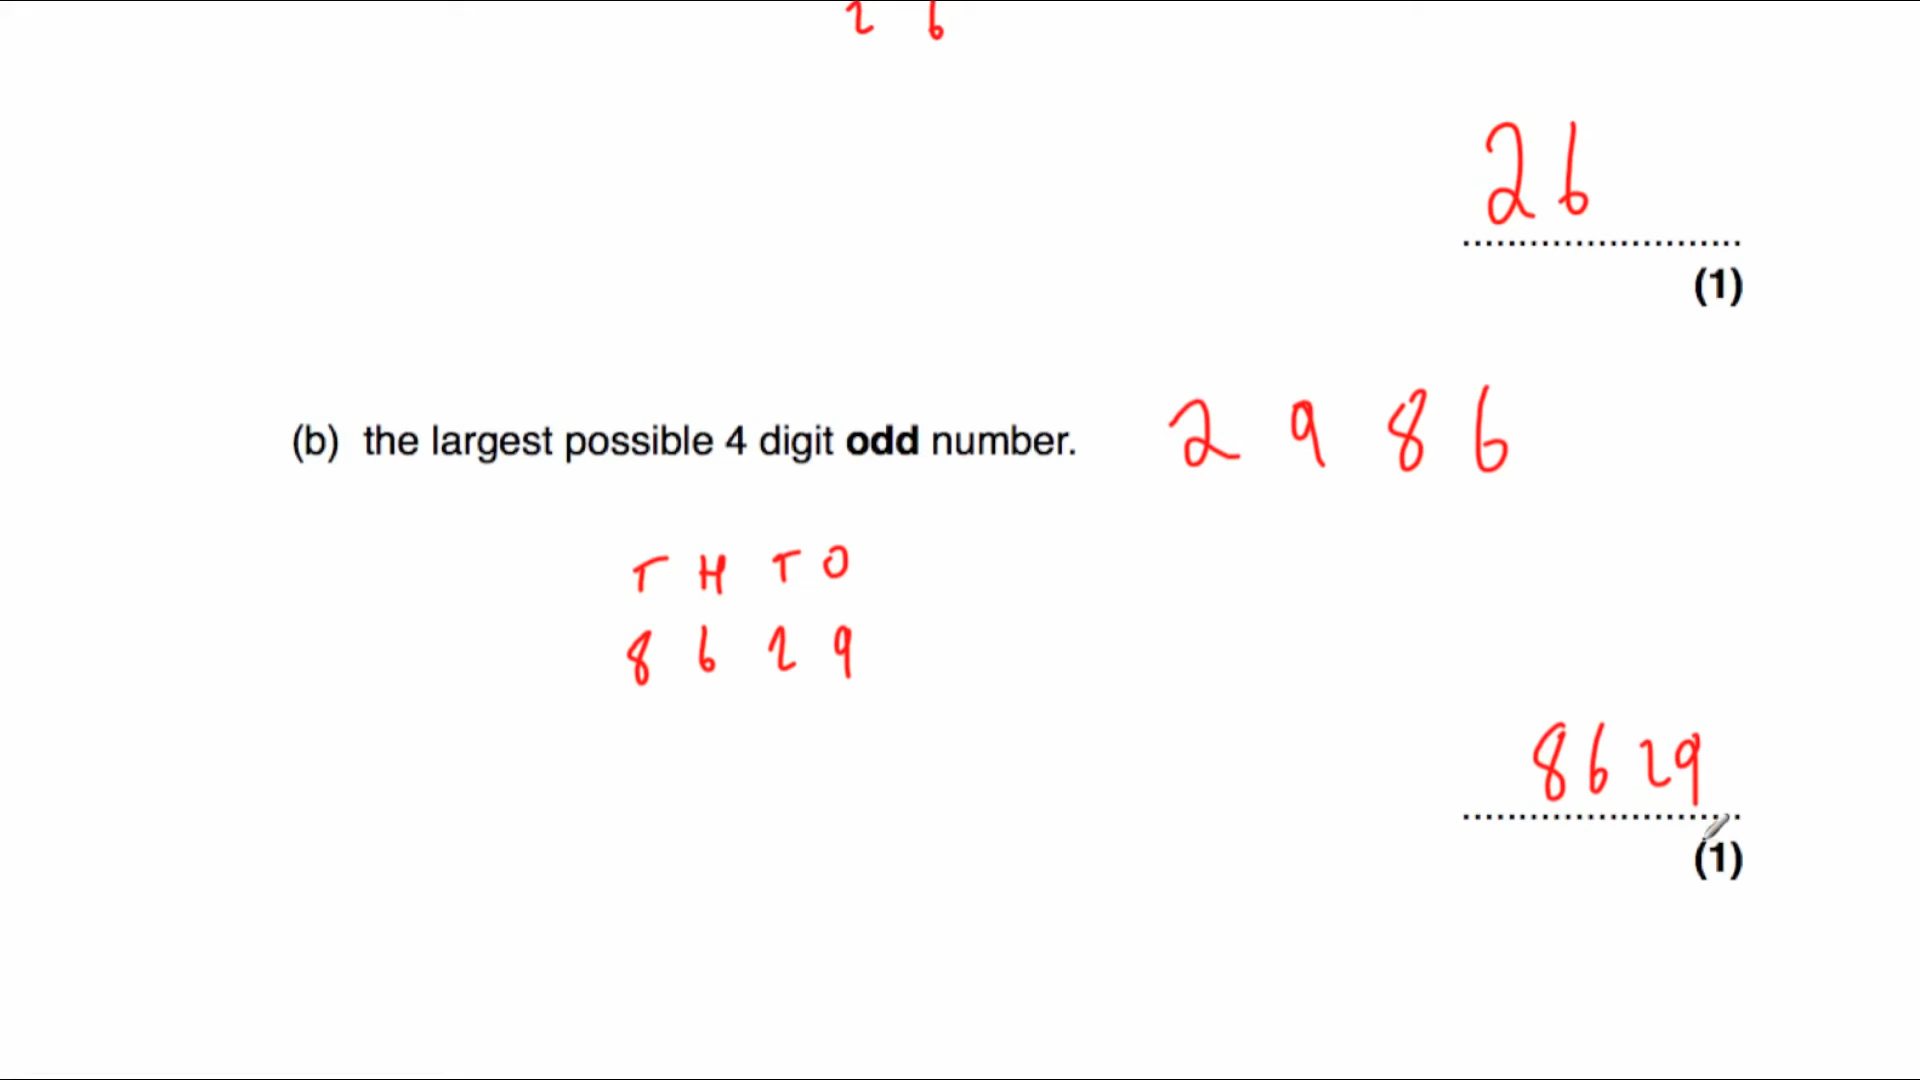 2 6
26
(1)
(b) the largest possible 4 digit odd number. 2 9 8 6
T H T O
8 6 2 9
8629
(1)